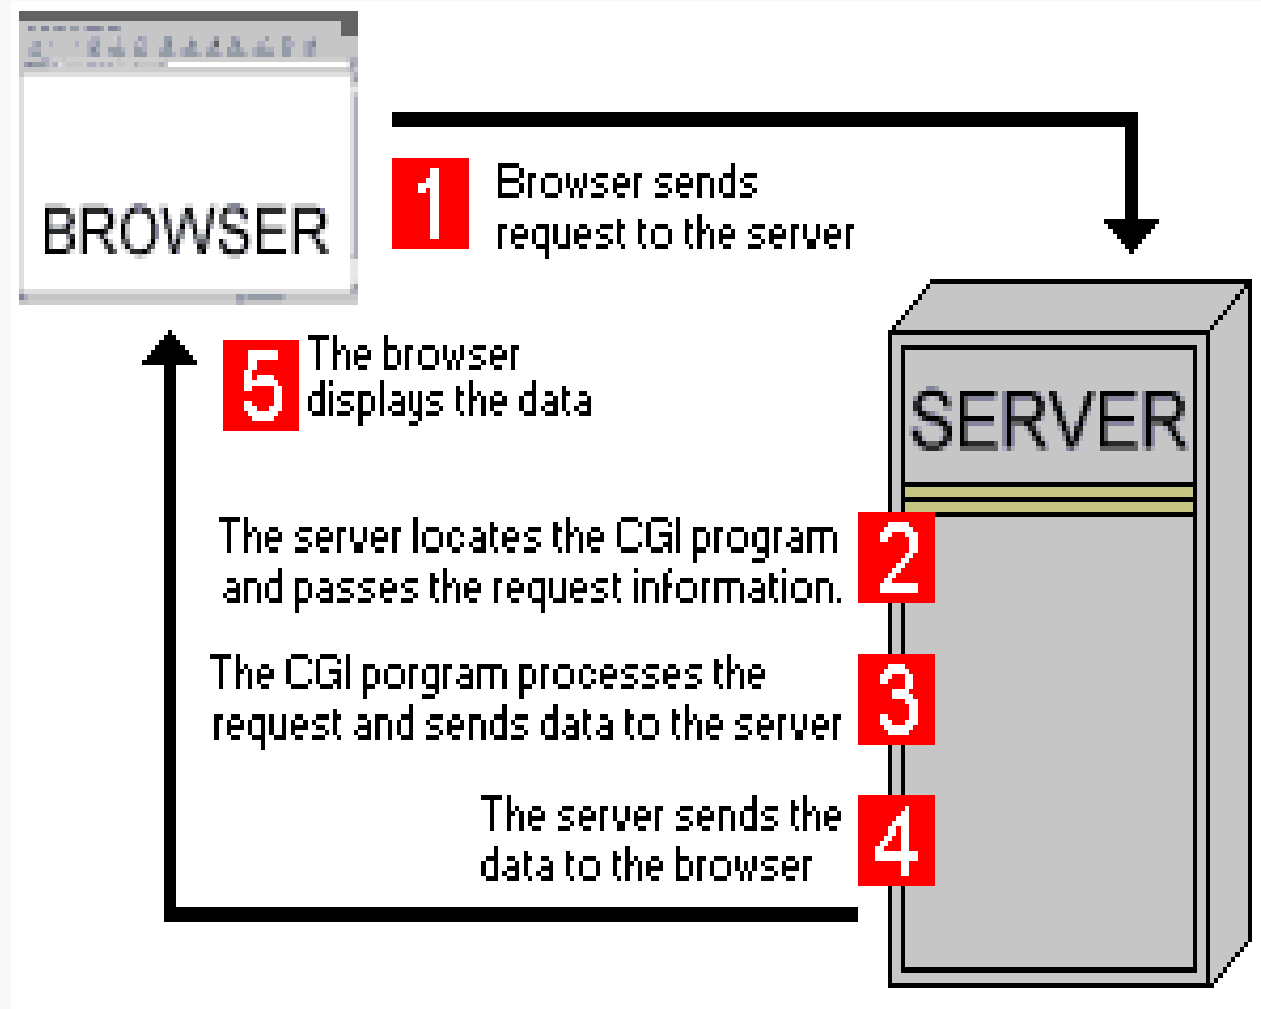 BROWSER
1
Browser sends
request to the server
5
The browser
displays the data
SERVER
The server locates the CGI program
and passes the request information.
2
The CGI porgram processes the
request and sends data to the server
3
The server sends the
data to the browser
4